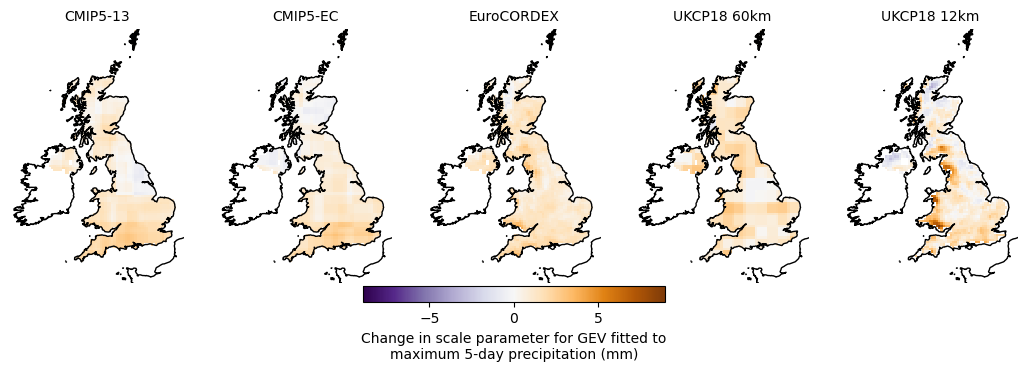 CMIP5-13
CMIP5-EC
EuroCORDEX
UKCP18 60km
UKCP18 12km
−5
0
5
Change in scale parameter for GEV fitted to
maximum 5-day precipitation (mm)